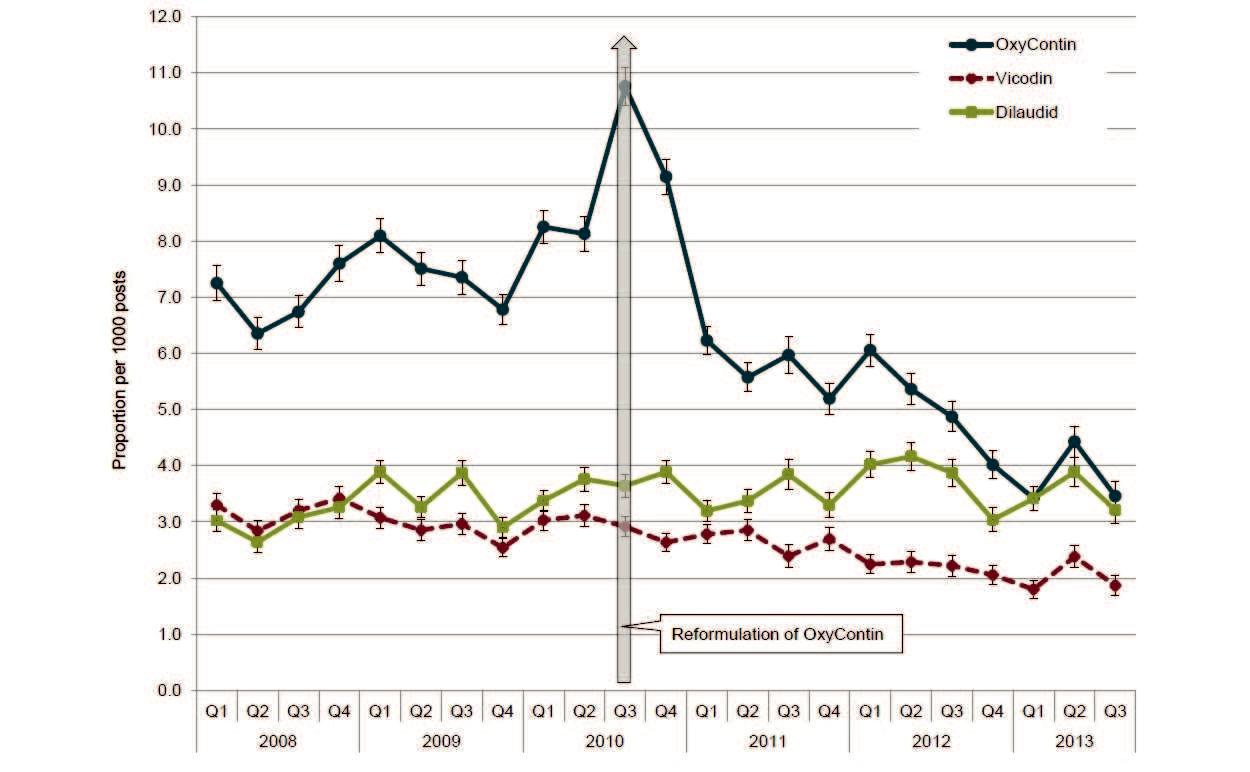 12.0
11.0
10.0
9.0
8.0
7.0
6.0
5.0
4.0
3.0
2.0
1.0
0.0
Proportion per 1000 posts
OxyContin
Vicodin
Dilaudid
Reformulation of OxyContin
Q1 Q2 Q3 Q4 Q1 Q2 Q3 Q4 Q1 Q2 Q3 Q4 Q1 Q2 Q3 Q4 Q1 Q2 Q3 Q4 Q1 Q2 Q3
2008 2009 2010 2011 2012 2013